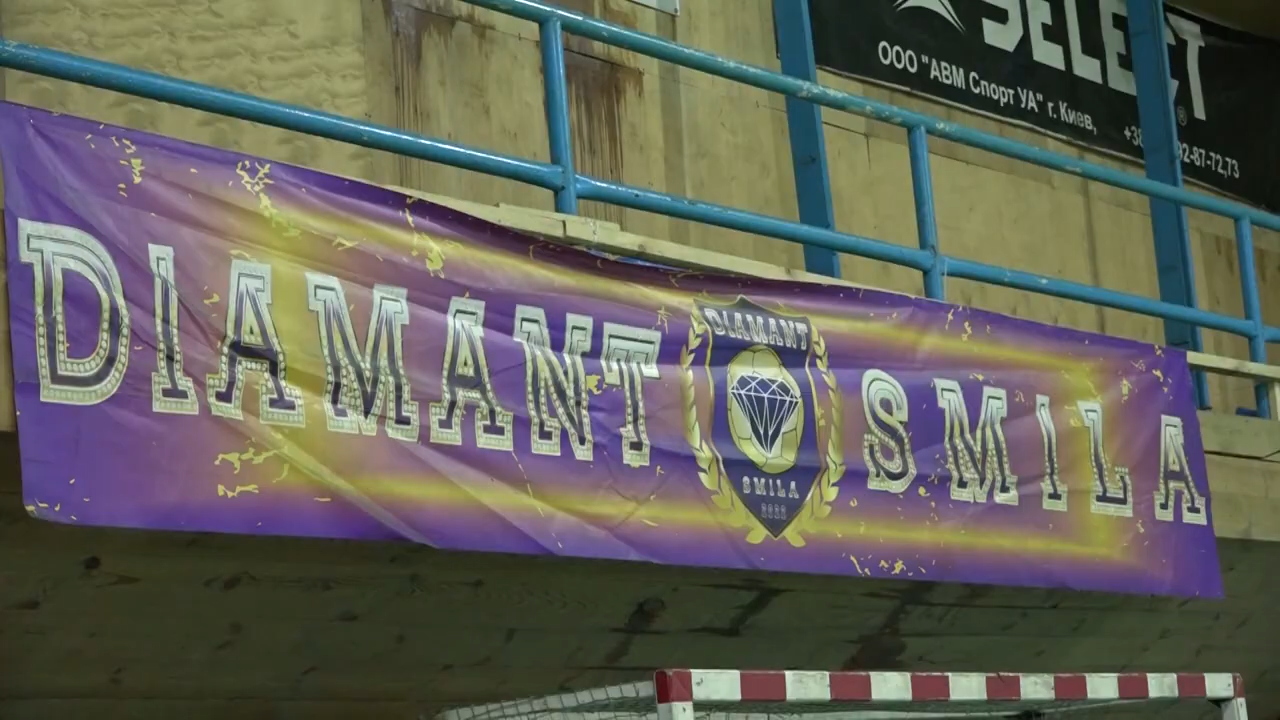 SELECT
®
ООО "АВМ Спорт УА" г. Киев,
DIAMANT
DIAMANT
SMILA
SMILA